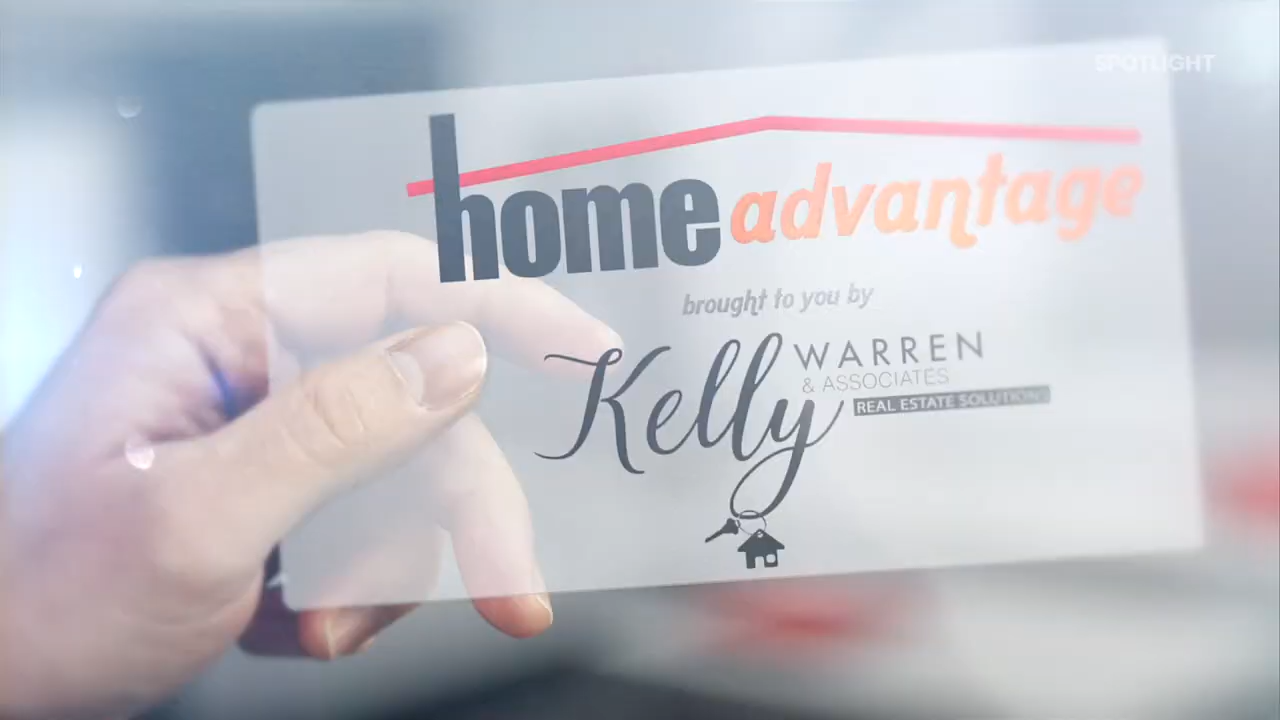 SPOTLIGHT
home advantage
brought to you by
Kelly WARREN
& ASSOCIATES
REAL ESTATE SOLUTIONS